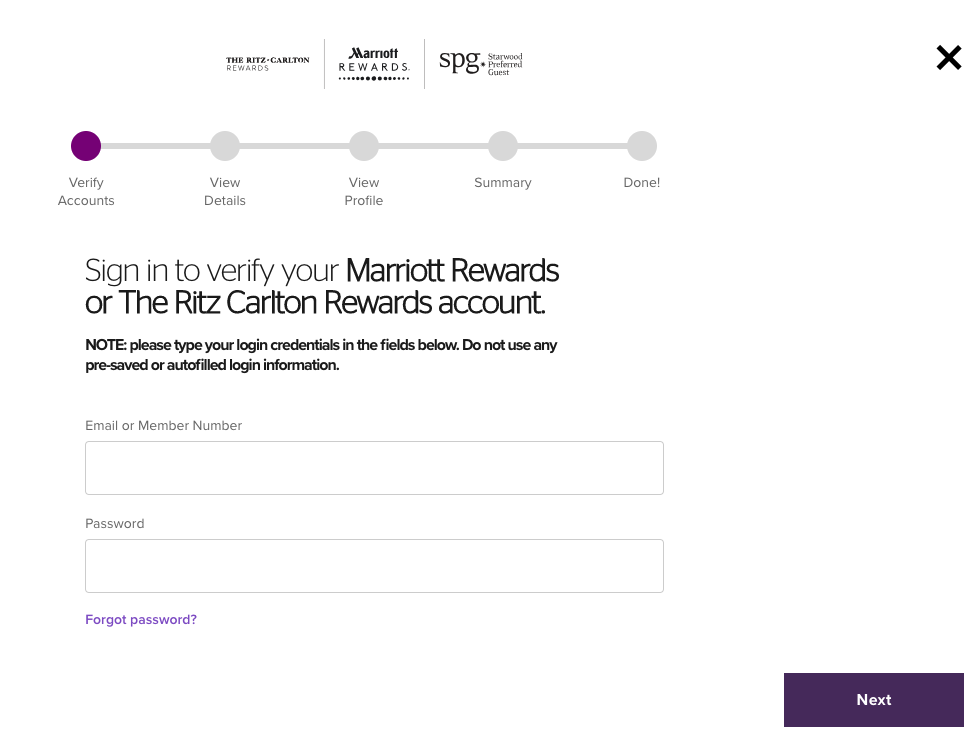 THE RITZ·CARLTON
REWARDS
Marriott
REWARDS.
spg
Starwood
Preferred
Guest
Verify
Accounts
View
Details
View
Profile
Summary
Done!
Sign in to verify your Marriott Rewards
or The Ritz Carlton Rewards account.
NOTE: please type your login credentials in the fields below. Do not use any
pre-saved or autofilled login information.
Email or Member Number
Password
Forgot password?
Next